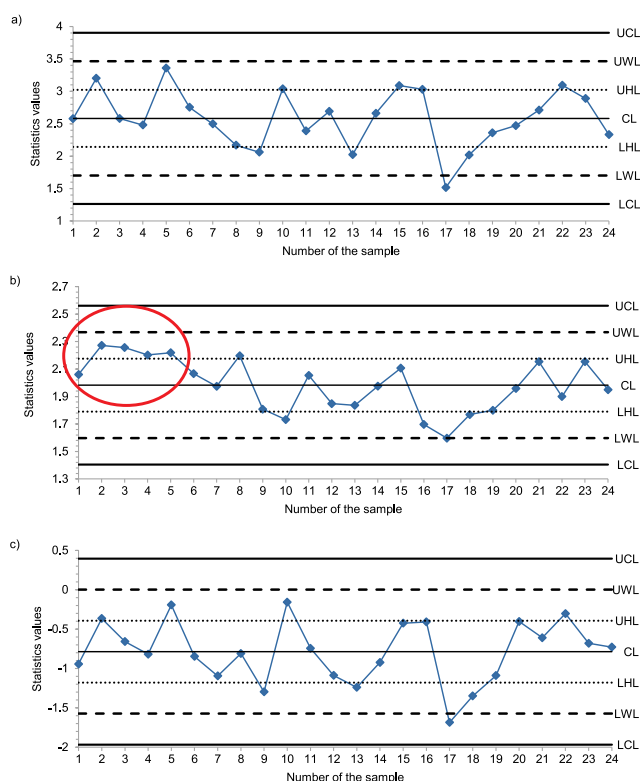 a)
4
3.5
3
2.5
2
1.5
1
UCL
UWL
UHL
CL
LHL
LWL
LCL
Statistics values
1 2 3 4 5 6 7 8 9 10 11 12 13 14 15 16 17 18 19 20 21 22 23 24
Number of the sample
b)
2.7
2.5
2.3
2.1
1.9
1.7
1.5
1.3
UCL
UWL
UHL
CL
LHL
LWL
LCL
Statistics values
1 2 3 4 5 6 7 8 9 10 11 12 13 14 15 16 17 18 19 20 21 22 23 24
Number of the sample
c)
0.5
0
-0.5
-1
-1.5
-2
UCL
UWL
UHL
CL
LHL
LWL
LCL
Statistics values
1 2 3 4 5 6 7 8 9 10 11 12 13 14 15 16 17 18 19 20 21 22 23 24
Number of the sample